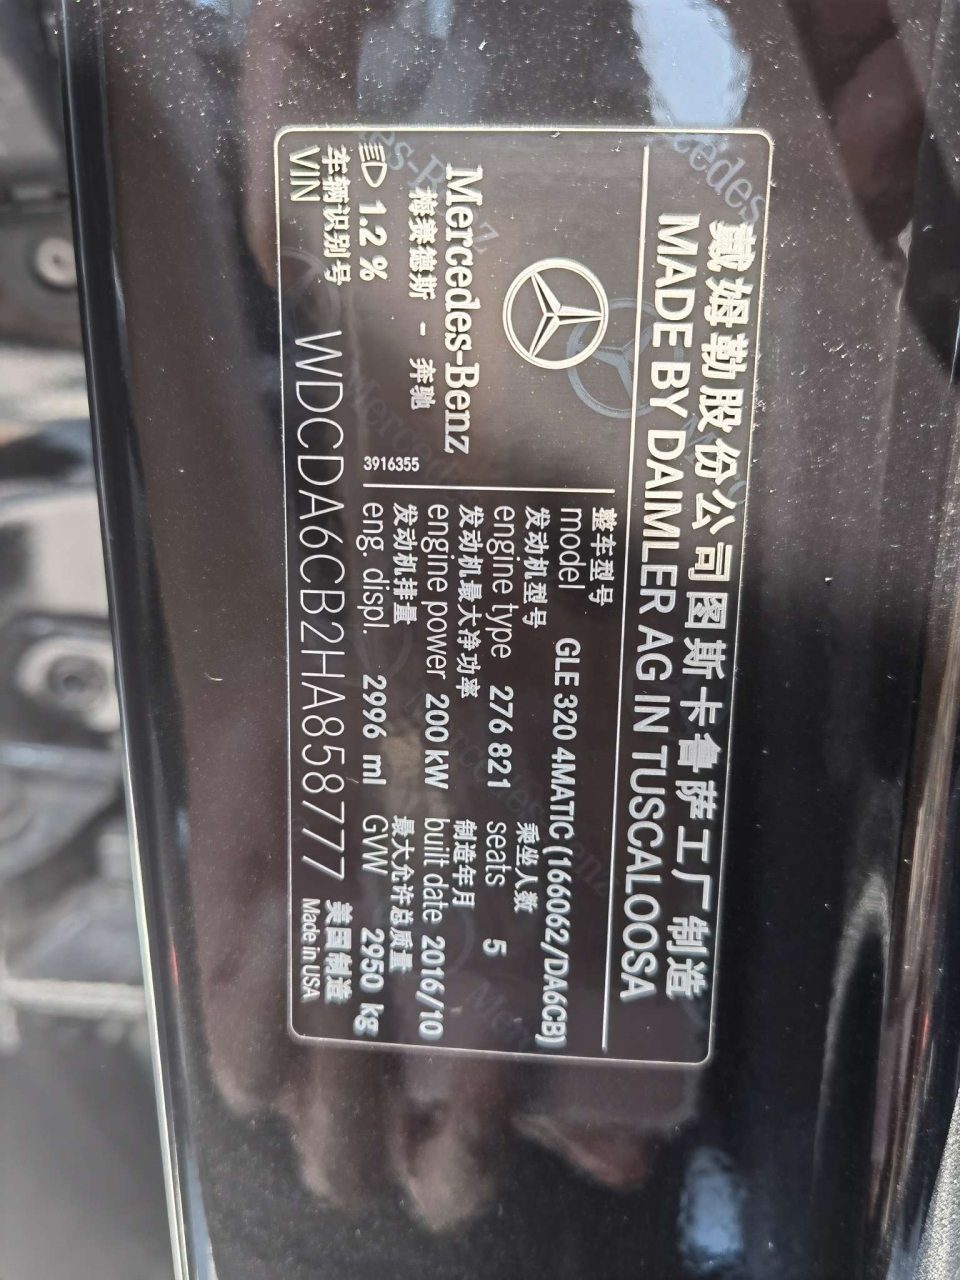 戴姆勒股份公司图斯卡鲁萨工厂制造
MADE BY DAIMLER AG IN TUSCALOOSA
Mercedes-Benz
梅赛德斯 - 奔驰
1.2 %
3916355
整车型号
model GLE 320 4MATIC (166062/DA6CB)
发动机型号 乘坐人数
engine type 276 821 seats 5
发动机最大净功率 制造年月
engine power 200 kW built date 2016/10
发动机排量 最大允许总质量
eng. displ. 2996 ml GVW 2950 kg
车辆识别号 美国制造
VIN WDCDA6CB2HA858777 Made in USA